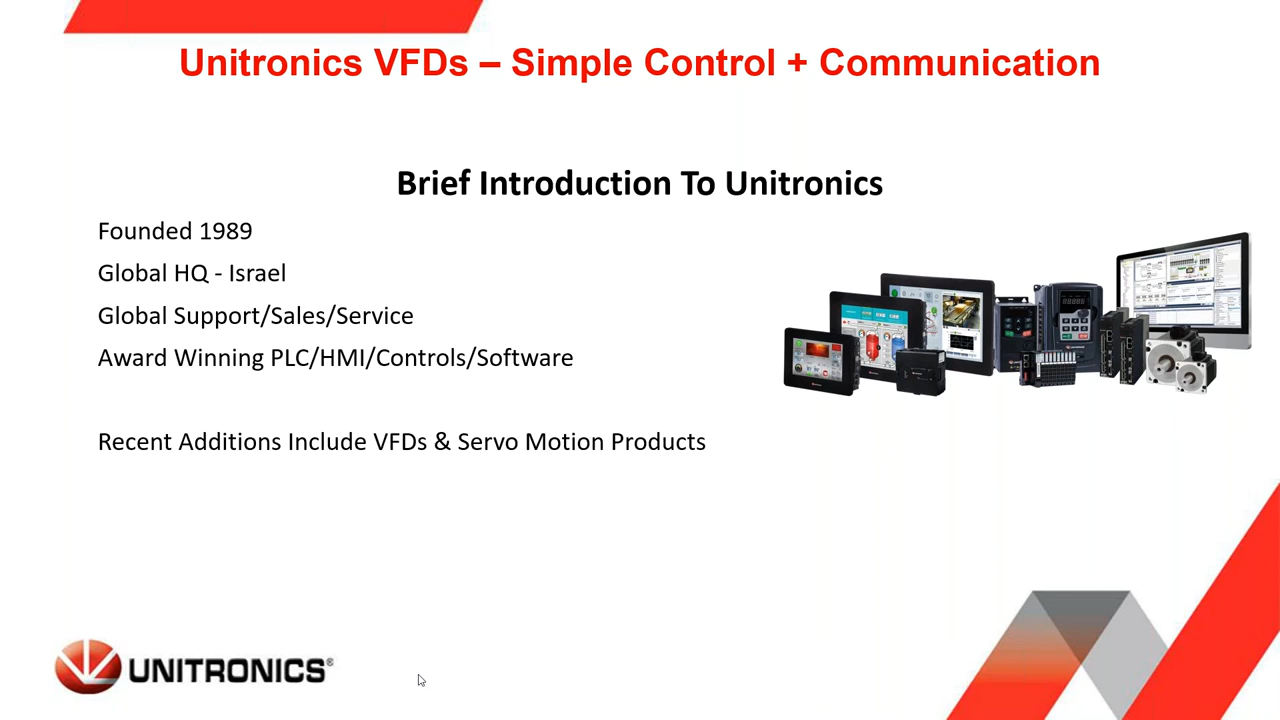 Unitronics VFDs – Simple Control + Communication
Brief Introduction To Unitronics
Founded 1989
Global HQ - Israel
Global Support/Sales/Service
Award Winning PLC/HMI/Controls/Software
Recent Additions Include VFDs & Servo Motion Products
UNITRONICS®